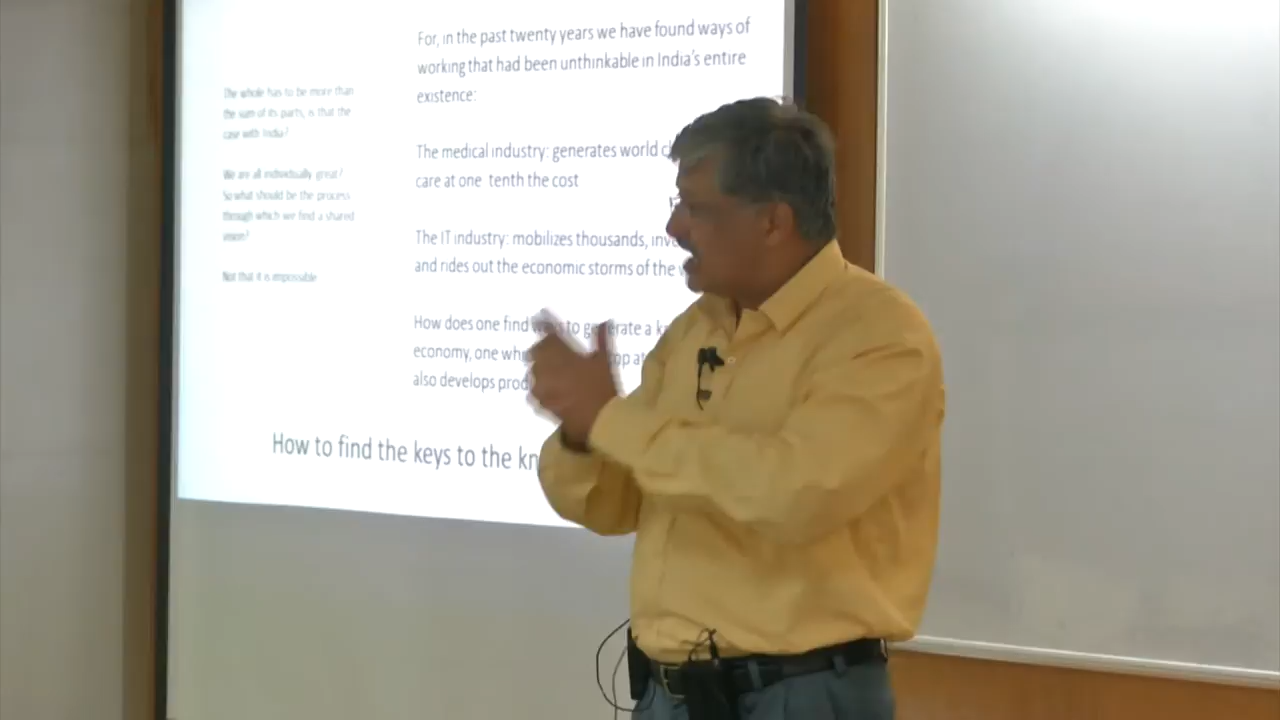 The whole has to be more than
the sum of its parts, is that the
case with India?
We are all individually great!
So what should be the process
through which we find a shared
vision?
Not that it is impossible
For, in the past twenty years we have found ways of
working that had been unthinkable in India's entire
existence:
The medical industry: generates world
care at one tenth the cost
The IT industry: mobilizes thousands,
and rides out the economic storms of the
How does one find to a
economy, one
also develops
How to find the keys to the